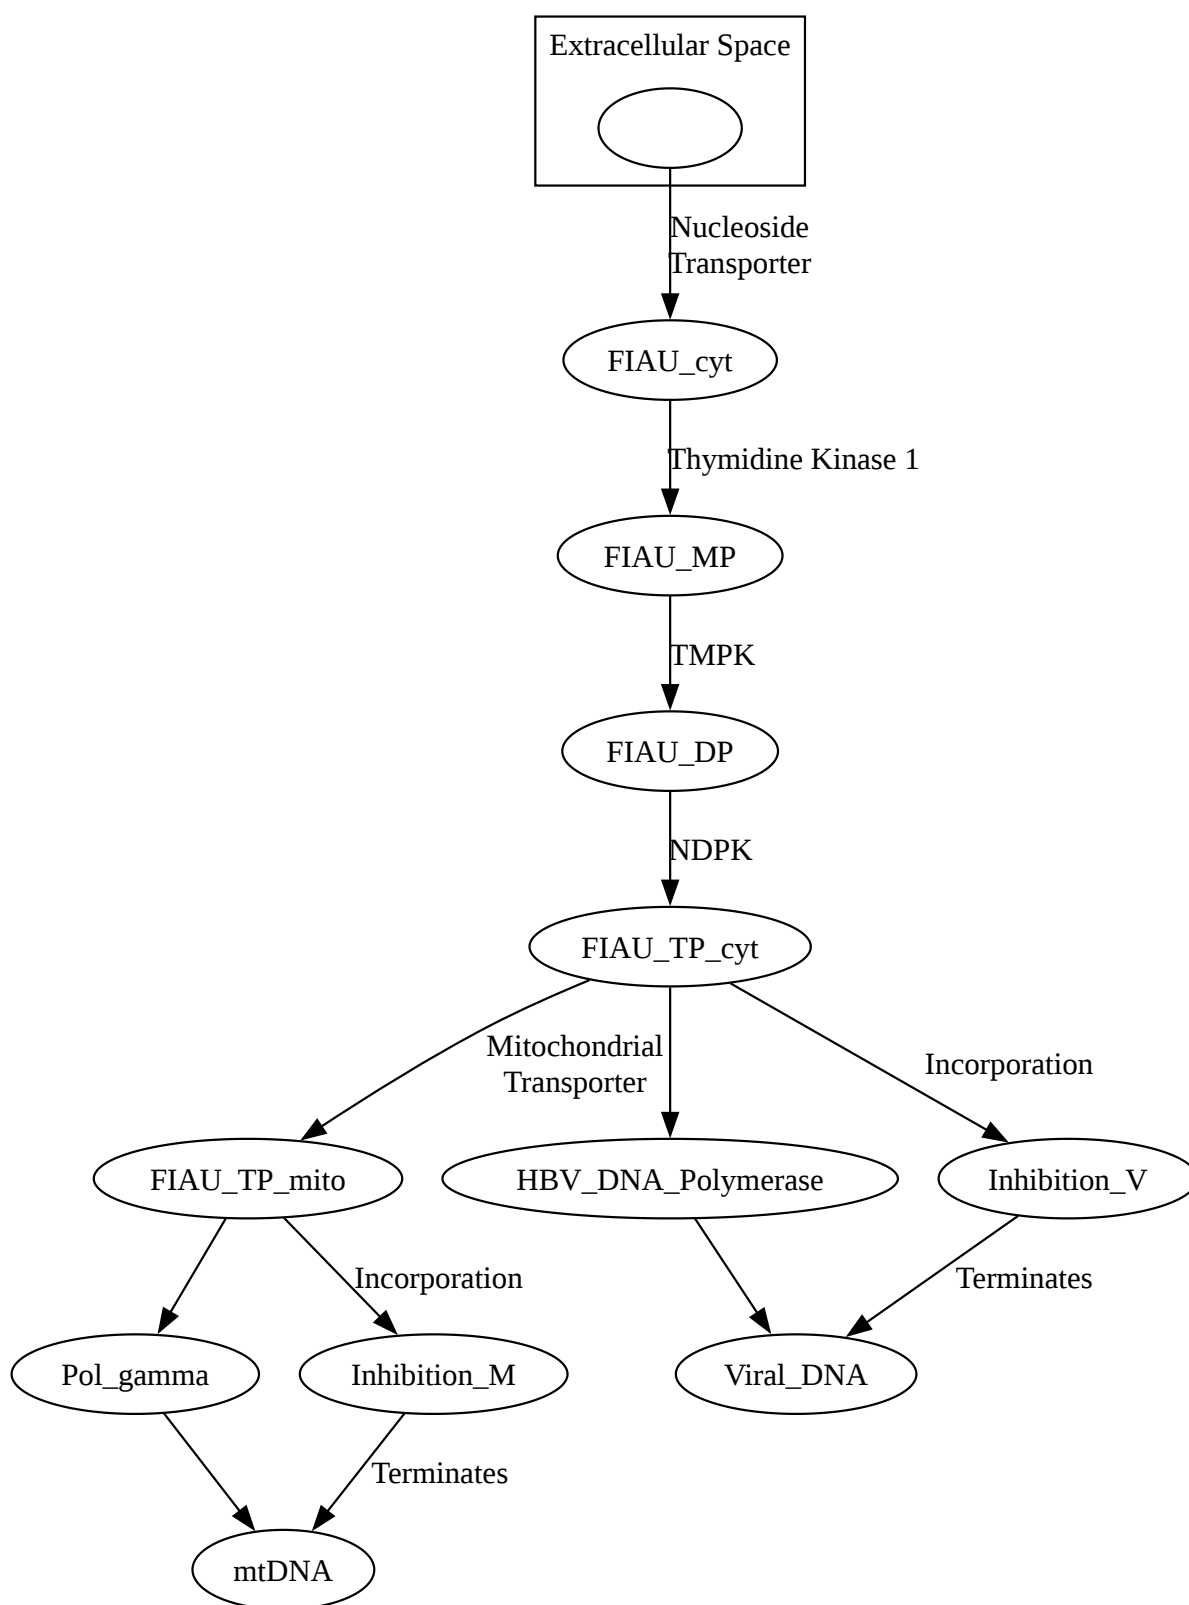 Extracellular Space
Nucleoside
Transporter
FIAU_cyt
Thymidine Kinase 1
FIAU_MP
TMPK
FIAU_DP
NDPK
FIAU_TP_cyt
Mitochondrial
Transporter
Incorporation
FIAU_TP_mito
HBV_DNA_Polymerase
Inhibition_V
Incorporation
Terminates
Pol_gamma
Inhibition_M
Viral_DNA
Terminates
mtDNA